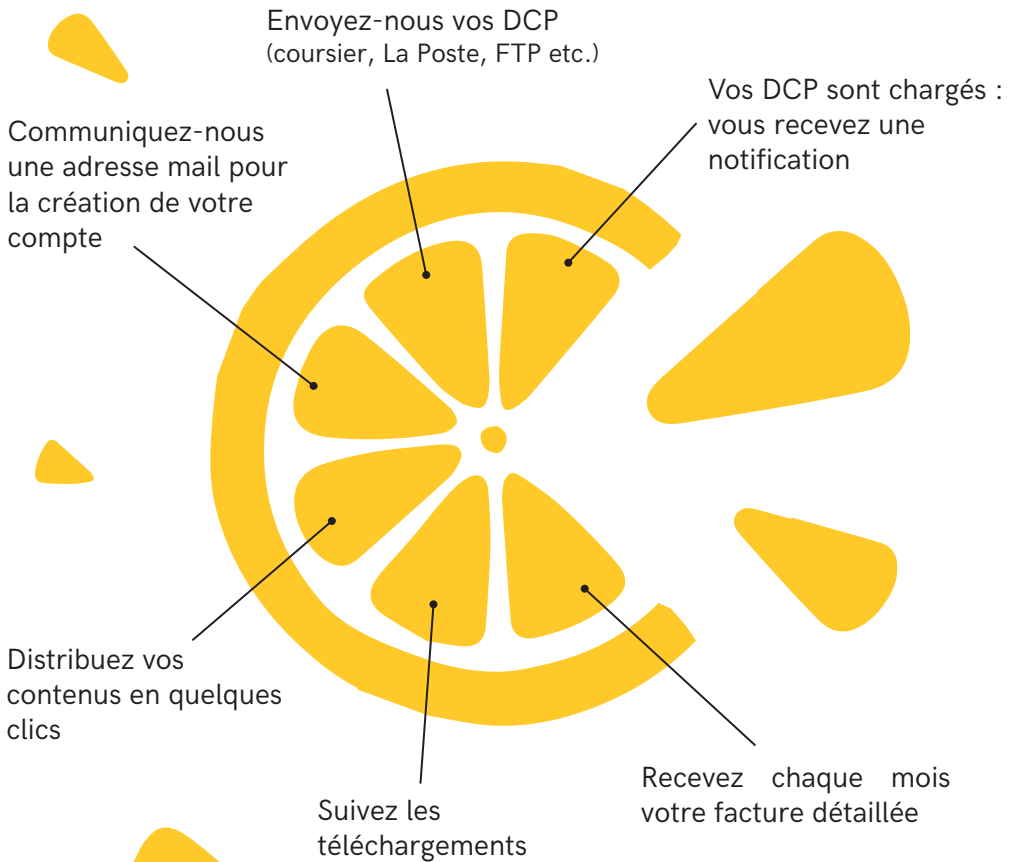 Envoyez-nous vos DCP
(coursier, La Poste, FTP etc.)
Vos DCP sont chargés :
vous recevez une
notification
Communiquez-nous
une adresse mail pour
la création de votre
compte
Distribuez vos
contenus en quelques
clics
Suivez les
téléchargements
Recevez chaque mois
votre facture détaillée